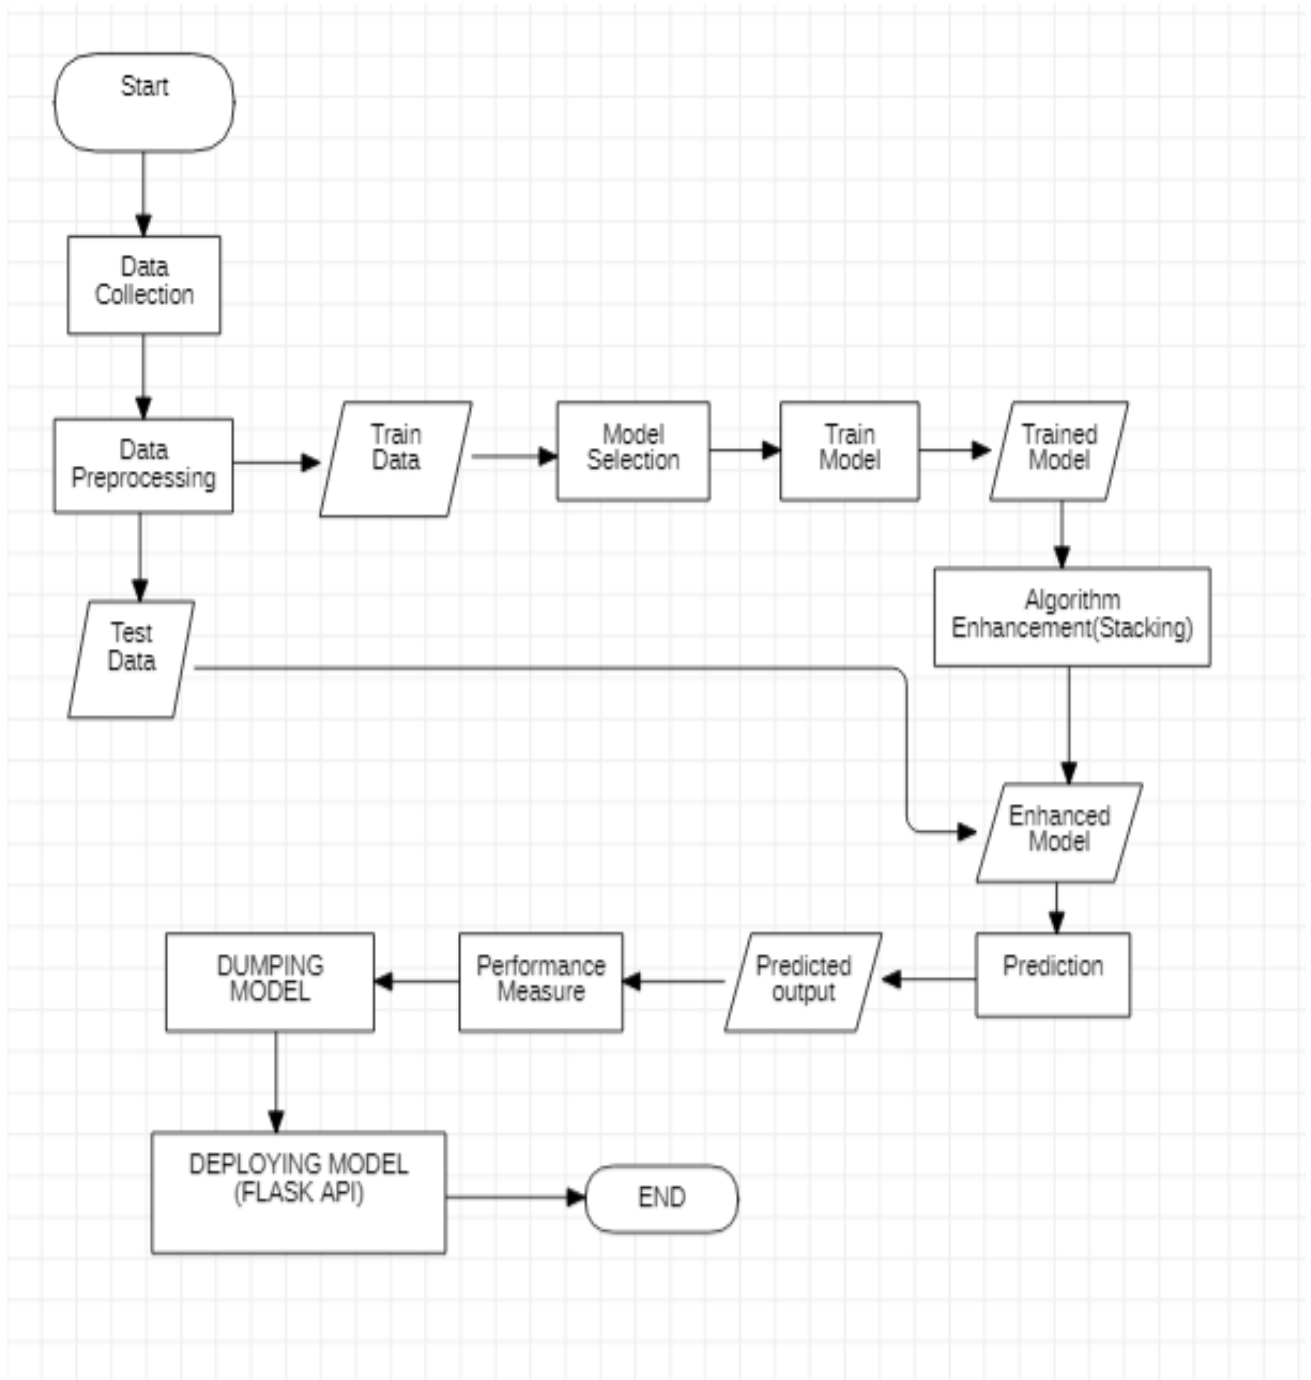 Start
Data
Collection
Data
Preprocessing
Train
Data
Model
Selection
Train
Model
Trained
Model
Test
Data
Algorithm
Enhancement(Stacking)
Enhanced
Model
Prediction
Predicted
output
Performance
Measure
DUMPING
MODEL
DEPLOYING MODEL
(FLASK API)
END